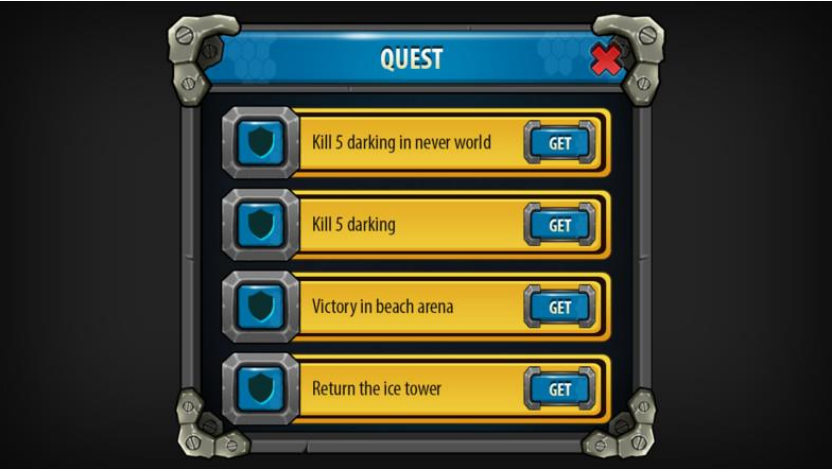 QUEST
Kill 5 darking in never world
GET
Kill 5 darking
GET
Victory in beach arena
GET
Return the ice tower
GET